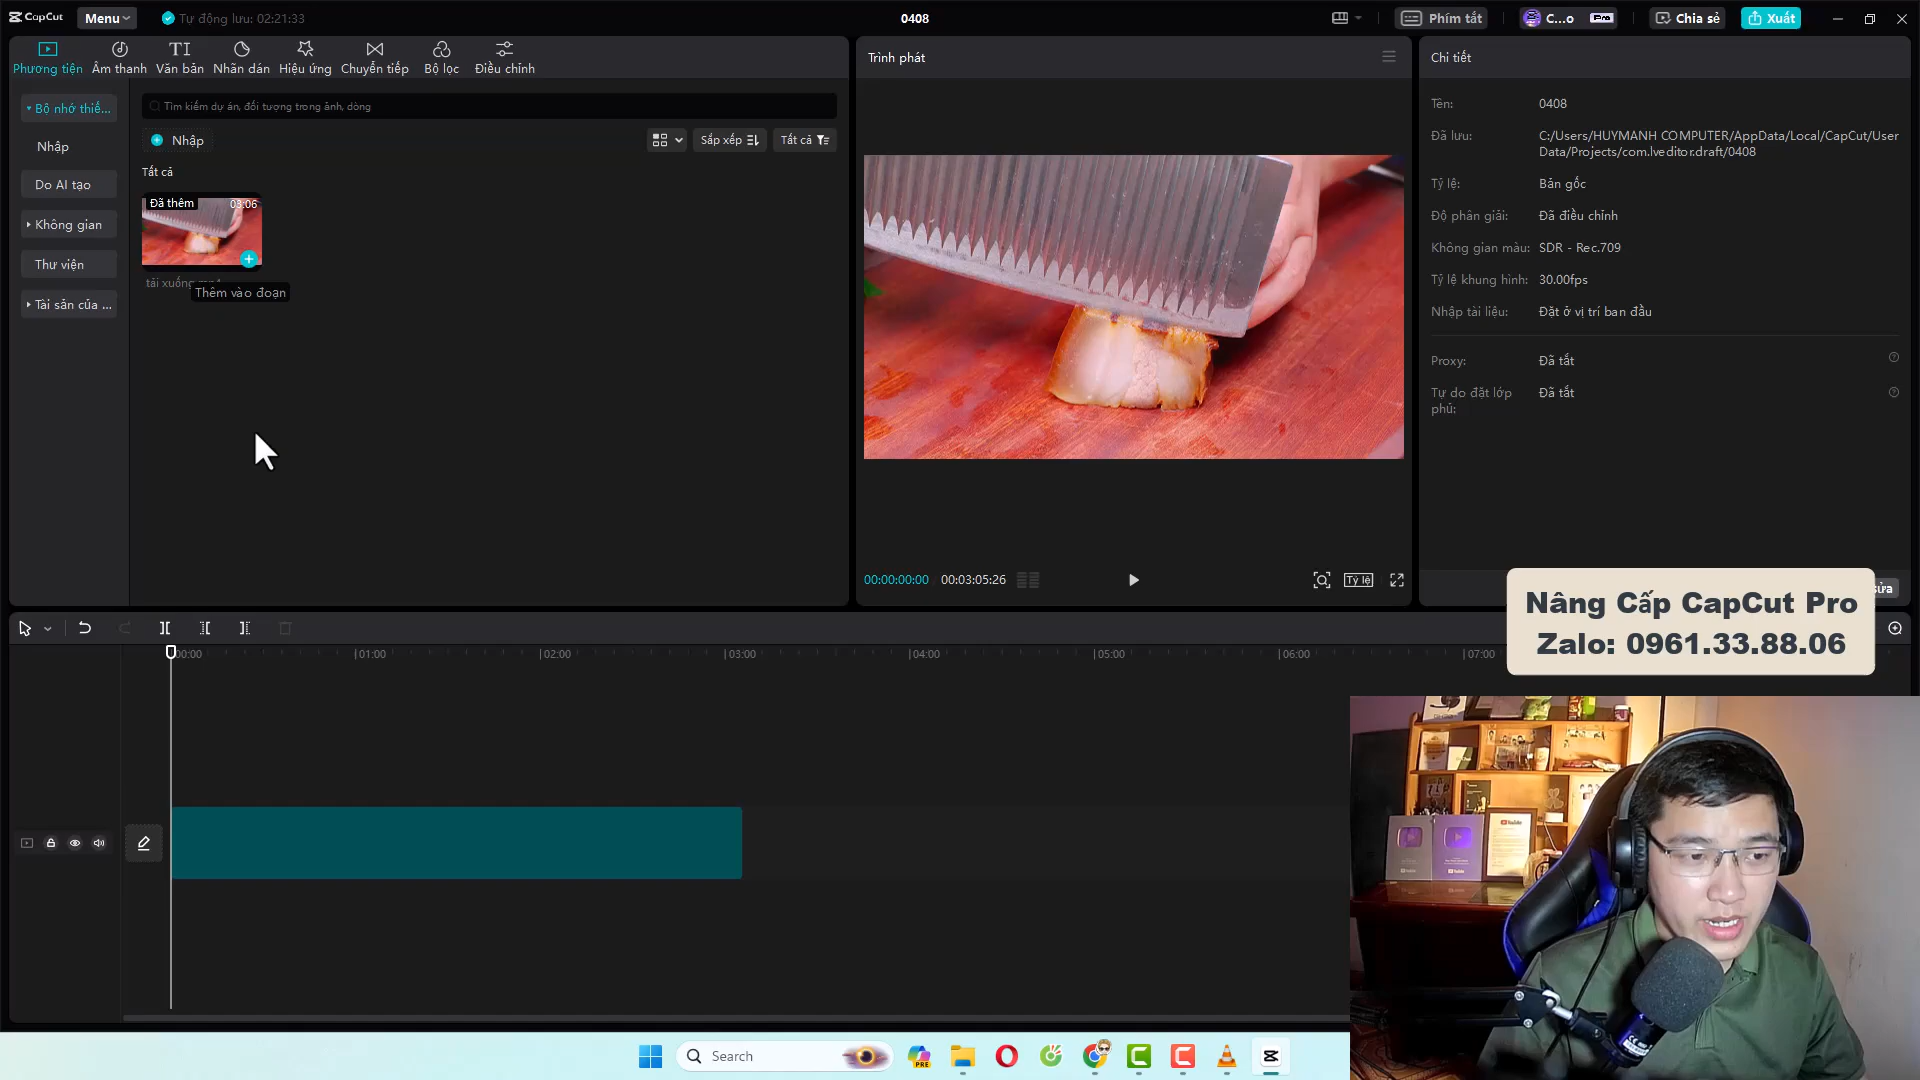 CapCut
Menu
Tự động lưu: 02:21:33
0408
Phím tắt
C...o
Pro
Chia sẻ
Xuất
Phương tiện
Âm thanh
TI
Văn bản
Nhãn dán
Hiệu ứng
Chuyển tiếp
Bộ lọc
Điều chỉnh
Trình phát
Chi tiết
Bộ nhớ thiế...
Nhập
Do AI tạo
Không gian
Thư viện
Tài sản của ...
Tìm kiếm dự án, đối tượng trong ảnh, dòng
Nhập
Sắp xếp
Tất cả
Tất cả
Đã thêm
03:06
tải xuống.mp4
Thêm vào đoạn
Tên:
0408
Đã lưu:
C:/Users/HUYMANH COMPUTER/AppData/Local/CapCut/User
Data/Projects/com.lveditor.draft/0408
Tỷ lệ:
Bản gốc
Độ phân giải:
Đã điều chỉnh
Không gian màu:
SDR - Rec.709
Tỷ lệ khung hình:
30.00fps
Nhập tài liệu:
Đặt ở vị trí ban đầu
Proxy:
Đã tắt
Tự do đặt lớp
phủ:
Đã tắt
00:00:00:00
00:03:05:26
Tỷ lệ
sửa
Nâng Cấp CapCut Pro
Zalo: 0961.33.88.06
00:00
01:00
02:00
03:00
04:00
05:00
06:00
07:00
Search
PRE